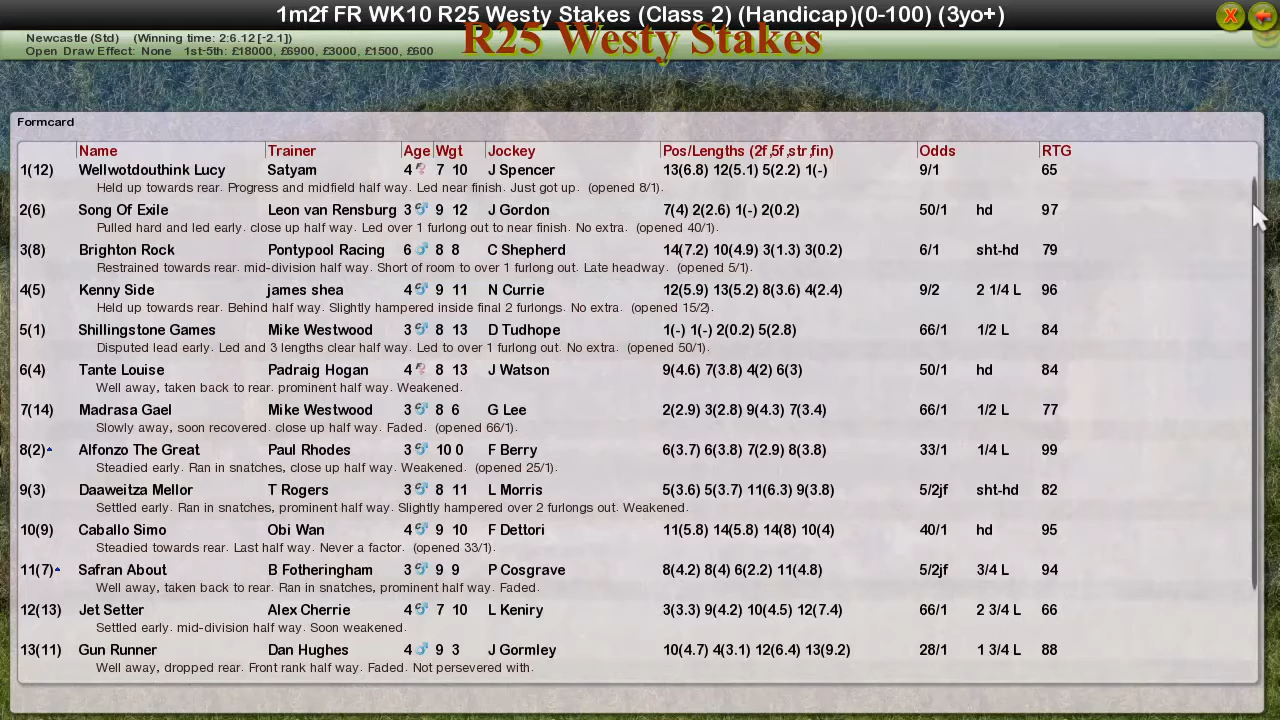 1m2f FR WK10 R25 Westy Stakes (Class 2) (Handicap)(0-100) (3yo+)
R25 Westy Stakes
Newcastle (Std) (Winning time: 2:6.12 [-2.1])
Open Draw Effect: None 1st-5th: £18000, £6900, £3000, £1500, £600
Formcard
Name Trainer Age Wgt Jockey Pos/Lengths (2f,5f,str,fin) Odds RTG
1(12) Wellwotdouthink Lucy Satyam 4 7 10 J Spencer 13(6.8) 12(5.1) 5(2.2) 1(-) 9/1 65
Held up towards rear. Progress and midfield half way. Led near finish. Just got up. (opened 8/1).
2(6) Song Of Exile Leon van Rensburg 3 9 12 J Gordon 7(4) 2(2.6) 1(-) 2(0.2) 50/1 hd 97
Pulled hard and led early. close up half way. Led over 1 furlong out to near finish. No extra. (opened 40/1).
3(8) Brighton Rock Pontypool Racing 6 8 8 C Shepherd 14(7.2) 10(4.9) 3(1.3) 3(0.2) 6/1 sht-hd 79
Restrained towards rear. mid-division half way. Short of room to over 1 furlong out. Late headway. (opened 5/1).
4(5) Kenny Side james shea 4 9 11 N Currie 12(5.9) 13(5.2) 8(3.6) 4(2.4) 9/2 2 1/4 L 96
Held up towards rear. Behind half way. Slightly hampered inside final 2 furlongs. No extra. (opened 15/2).
5(1) Shillingstone Games Mike Westwood 3 8 13 D Tudhope 1(-) 1(-) 2(0.2) 5(2.8) 66/1 1/2 L 84
Disputed lead early. Led and 3 lengths clear half way. Led to over 1 furlong out. No extra. (opened 50/1).
6(4) Tante Louise Padraig Hogan 4 8 13 J Watson 9(4.6) 7(3.8) 4(2) 6(3) 50/1 hd 84
Well away, taken back to rear. prominent half way. Weakened.
7(14) Madrasa Gael Mike Westwood 3 8 6 G Lee 2(2.9) 3(2.8) 9(4.3) 7(3.4) 66/1 1/2 L 77
Slowly away, soon recovered. close up half way. Faded. (opened 66/1).
8(2) Alfonzo The Great Paul Rhodes 3 10 0 F Berry 6(3.7) 6(3.8) 7(2.9) 8(3.8) 33/1 1/4 L 99
Steadied early. Ran in snatches, close up half way. Weakened. (opened 25/1).
9(3) Daaweitza Mellor T Rogers 3 8 11 L Morris 5(3.6) 5(3.7) 11(6.3) 9(3.8) 5/2jf sht-hd 82
Settled early. Ran in snatches, prominent half way. Slightly hampered over 2 furlongs out. Weakened.
10(9) Caballo Simo Obi Wan 4 9 10 F Dettori 11(5.8) 14(5.8) 14(8) 10(4) 40/1 hd 95
Steadied towards rear. Last half way. Never a factor. (opened 33/1).
11(7) Safran About B Fotheringham 3 9 9 P Cosgrave 8(4.2) 8(4) 6(2.2) 11(4.8) 5/2jf 3/4 L 94
Well away, taken back to rear. Ran in snatches, prominent half way. Faded.
12(13) Jet Setter Alex Cherrie 4 7 10 L Keniry 3(3.3) 9(4.2) 10(4.5) 12(7.4) 66/1 2 3/4 L 66
Settled early. mid-division half way. Soon weakened.
13(11) Gun Runner Dan Hughes 4 9 3 J Gormley 10(4.7) 4(3.1) 12(6.4) 13(9.2) 28/1 1 3/4 L 88
Well away, dropped rear. Front rank half way. Faded. Not persevered with.